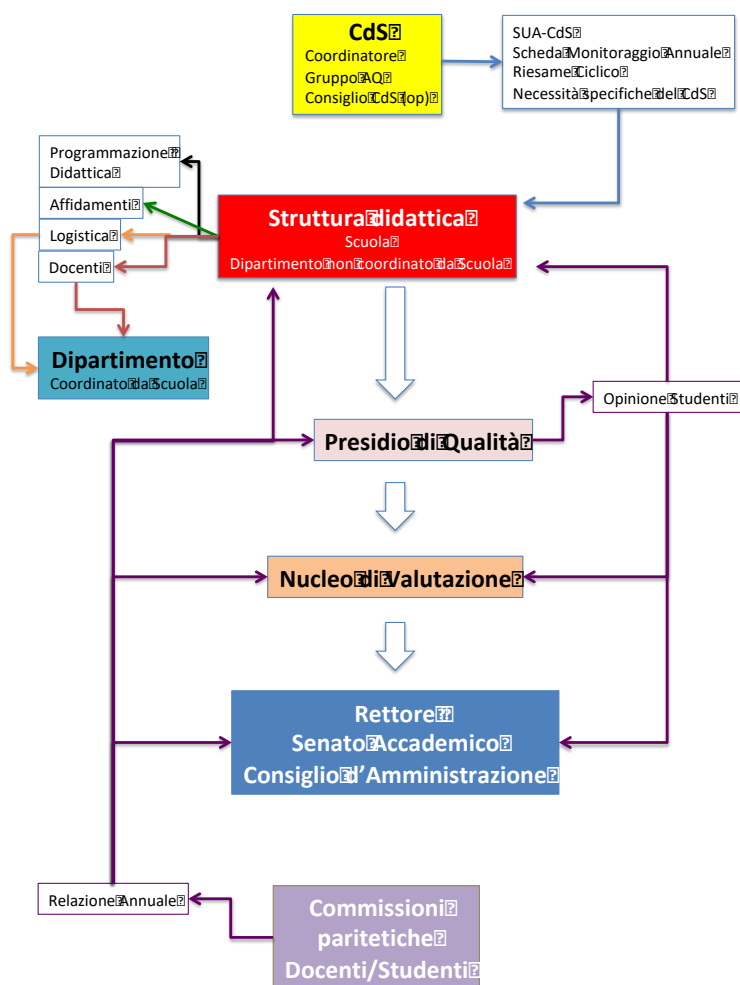 CdS
Coordinatore
Gruppo AQ
Consiglio CdS (op)
SUA-CdS
Scheda Monitoraggio Annuale
Riesame Ciclico
Necessità specifiche del CdS
Programmazione
Didattica
Affidamenti
Logistica
Docenti
Struttura didattica
Scuola
Dipartimento non coordinato da Scuola
Dipartimento
Coordinato da Scuola
Opinione Studenti
Presidio di Qualità
Nucleo di Valutazione
Rettore
Senato Accademico
Consiglio d’Amministrazione
Relazione Annuale
Commissioni
paritetiche
Docenti/Studenti